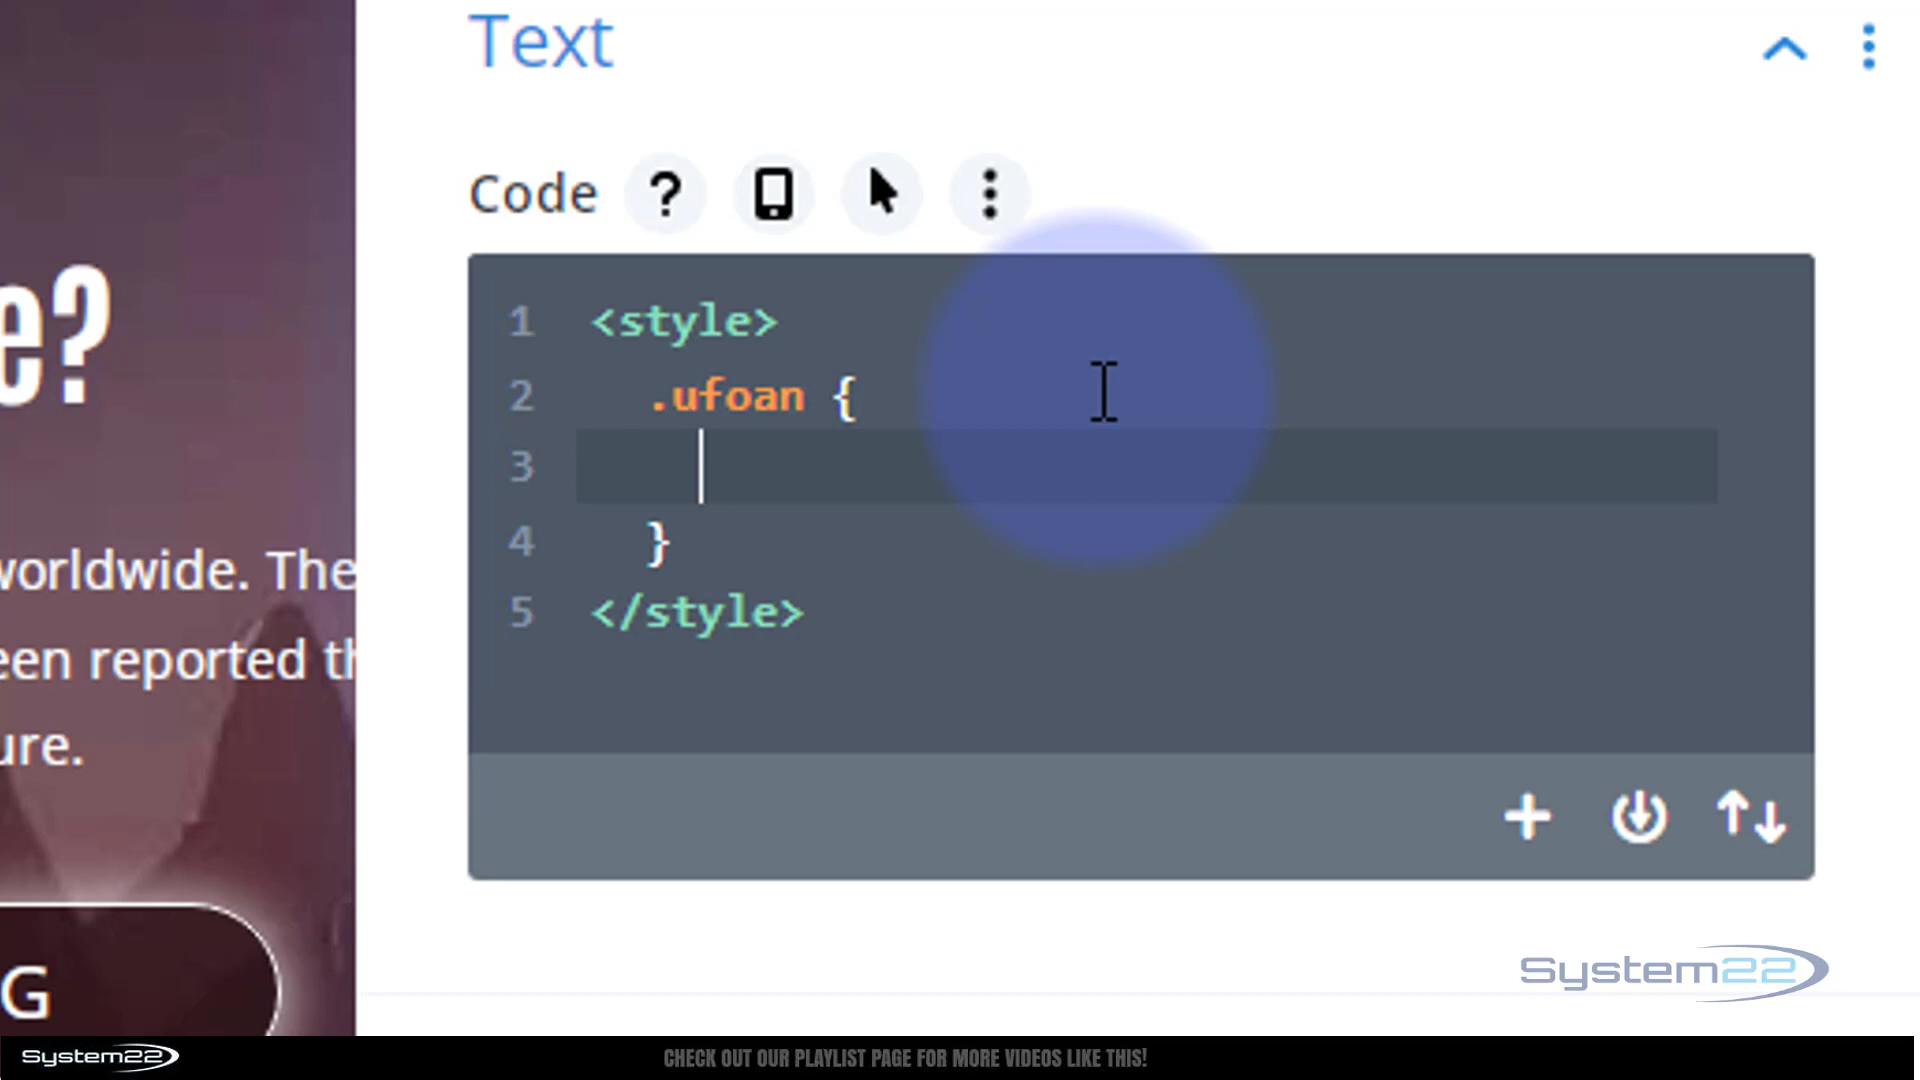 Text
Code
e?
worldwide. The
een reported th
ure.
G
1 <style>
2 .ufoan {
3
4 }
5 </style>
System22
System22
CHECK OUT OUR PLAYLIST PAGE FOR MORE VIDEOS LIKE THIS!